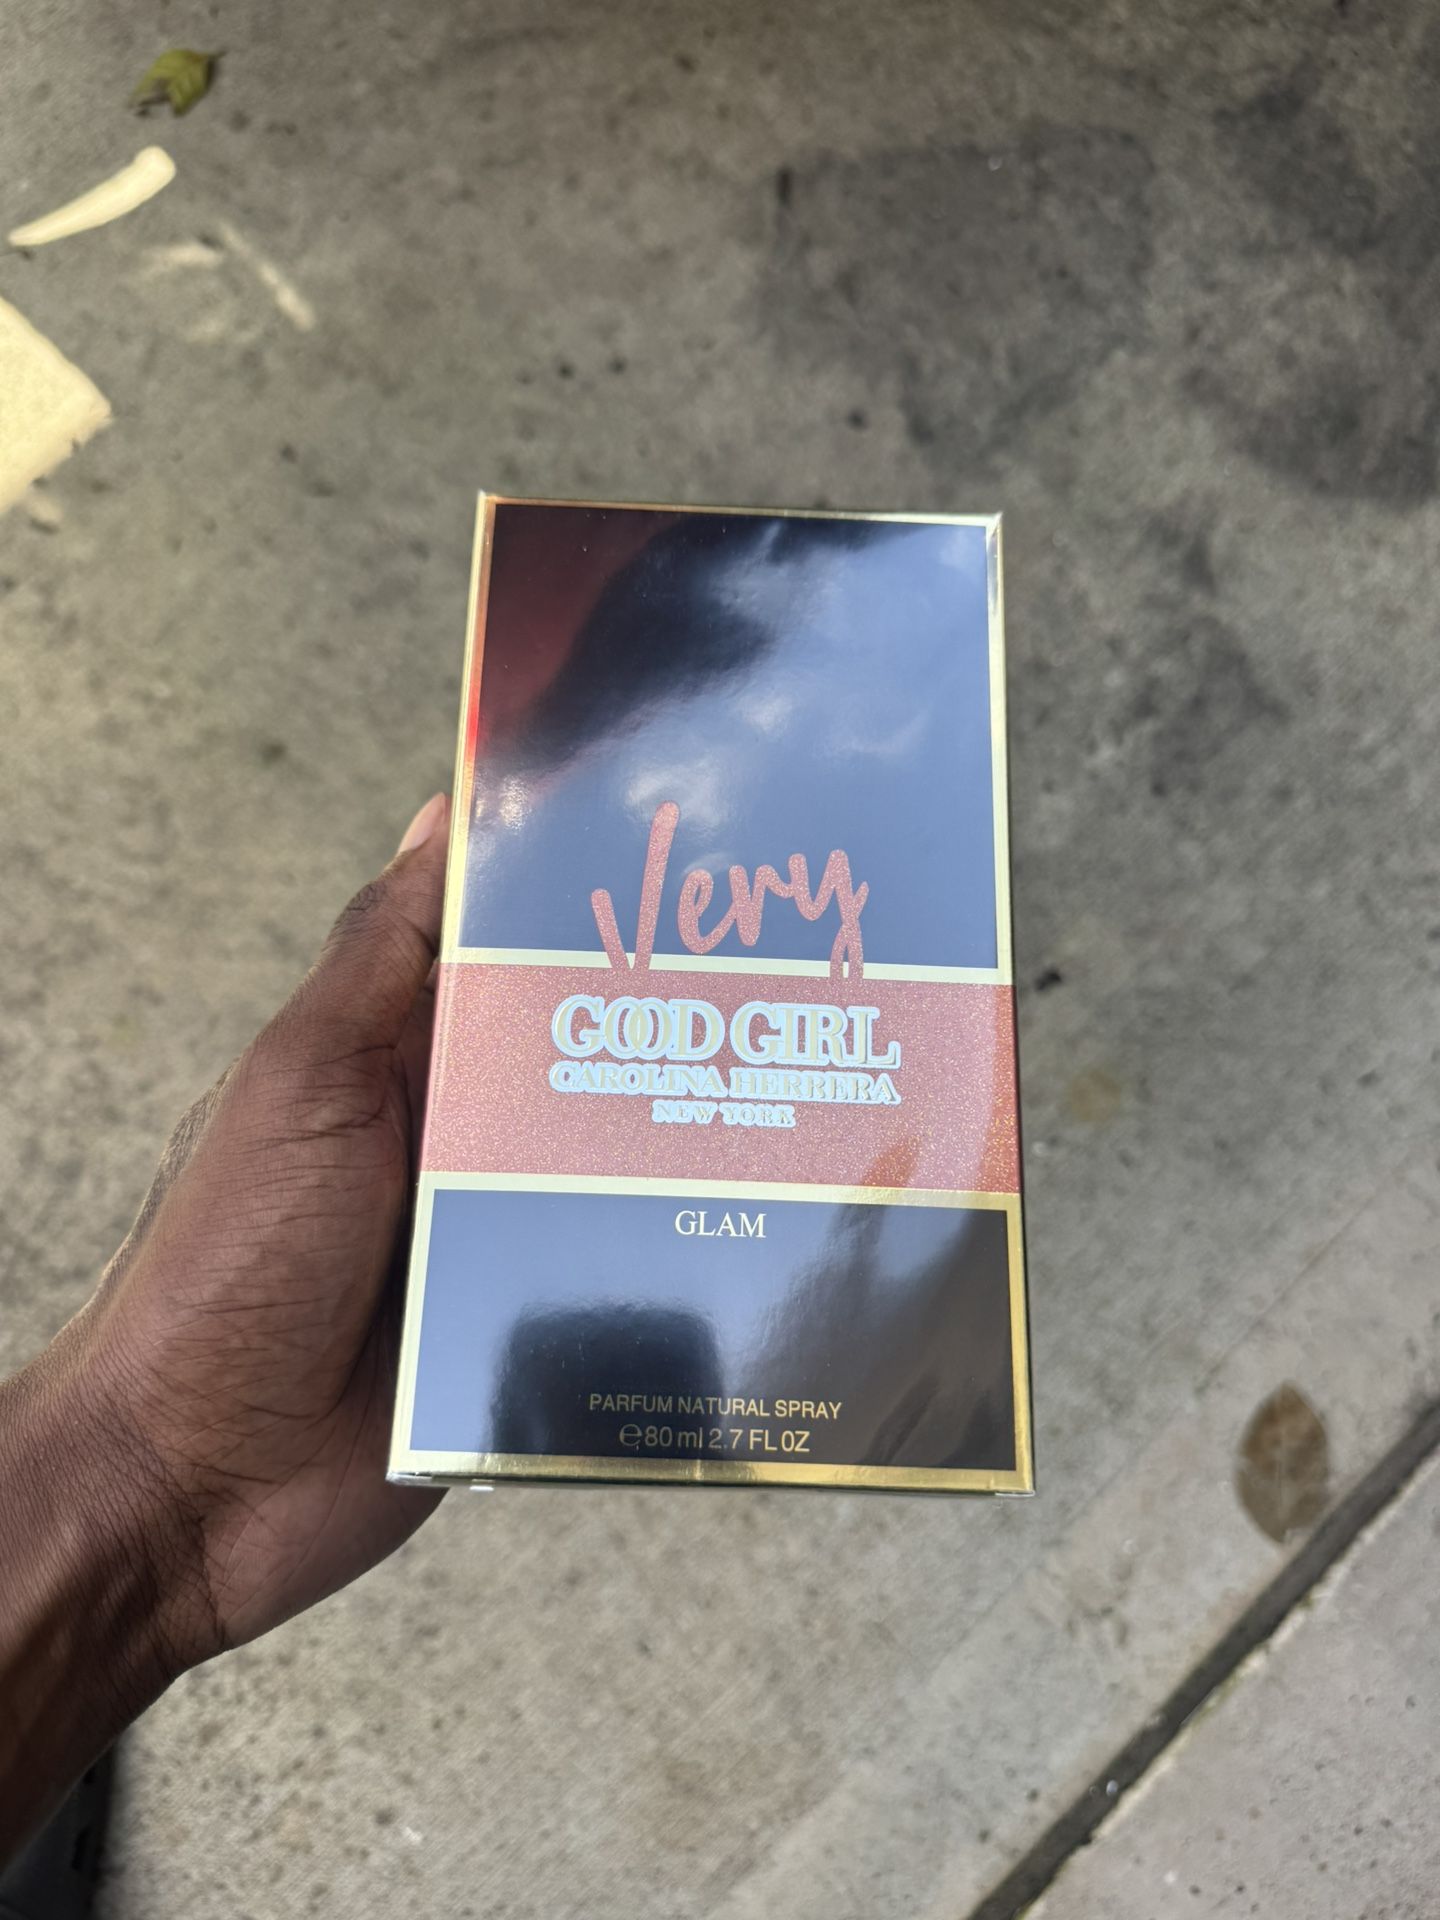 Very
GOOD GIRL
CAROLINA HERRERA
NEW YORK
GLAM
PARFUM NATURAL SPRAY
℮80 ml 2.7 FL OZ